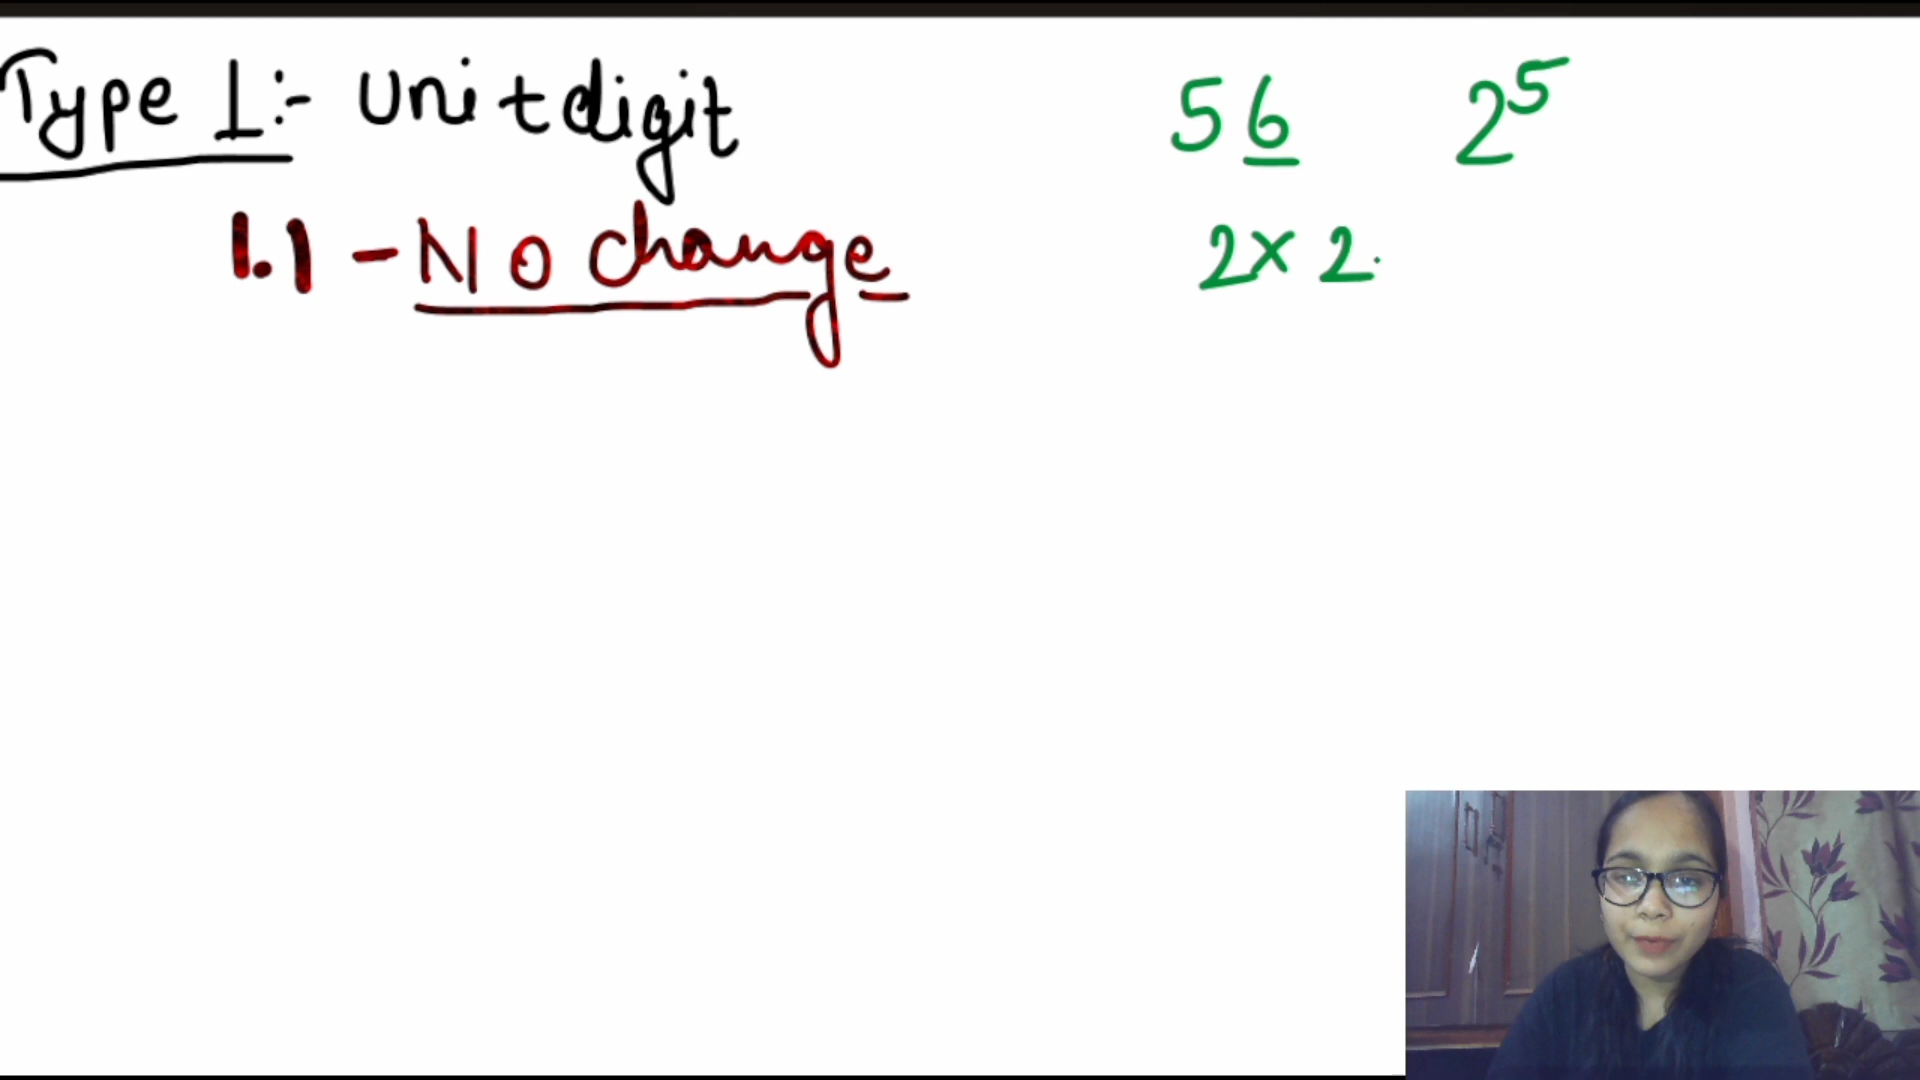 Type 1:- Unit digit
56 2⁵
1.1 - No change
2 × 2